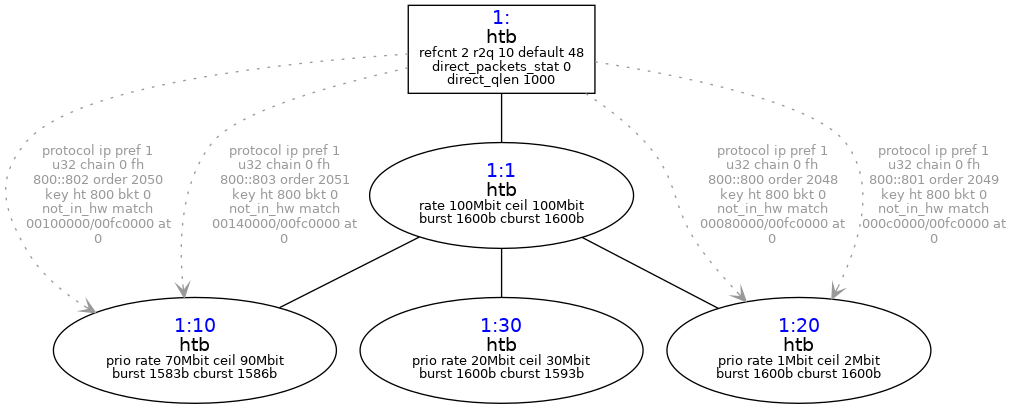 1:
htb
refcnt 2 r2q 10 default 48
direct_packets_stat 0
direct_qlen 1000
protocol ip pref 1
u32 chain 0 fh
800::802 order 2050
key ht 800 bkt 0
not_in_hw match
00100000/00fc0000 at
0
protocol ip pref 1
u32 chain 0 fh
800::803 order 2051
key ht 800 bkt 0
not_in_hw match
00140000/00fc0000 at
0
1:1
htb
rate 100Mbit ceil 100Mbit
burst 1600b cburst 1600b
protocol ip pref 1
u32 chain 0 fh
800::800 order 2048
key ht 800 bkt 0
not_in_hw match
00080000/00fc0000 at
0
protocol ip pref 1
u32 chain 0 fh
800::801 order 2049
key ht 800 bkt 0
not_in_hw match
000c0000/00fc0000 at
0
1:10
htb
prio rate 70Mbit ceil 90Mbit
burst 1583b cburst 1586b
1:30
htb
prio rate 20Mbit ceil 30Mbit
burst 1600b cburst 1593b
1:20
htb
prio rate 1Mbit ceil 2Mbit
burst 1600b cburst 1600b